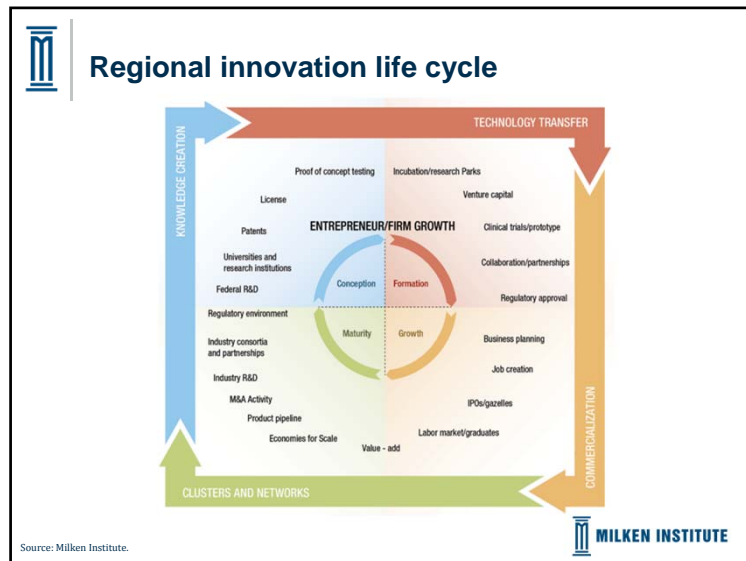 Regional innovation life cycle
KNOWLEDGE CREATION
TECHNOLOGY TRANSFER
COMMERCIALIZATION
CLUSTERS AND NETWORKS
Proof of concept testing
License
Patents
Universities and
research institutions
Federal R&D
Regulatory environment
Industry consortia
and partnerships
Industry R&D
M&A Activity
Product pipeline
Economies for Scale
Value - add
Incubation/research Parks
Venture capital
Clinical trials/prototype
Collaboration/partnerships
Regulatory approval
Business planning
Job creation
IPOs/gazelles
Labor market/graduates
ENTREPRENEUR/FIRM GROWTH
Conception
Formation
Maturity
Growth
Source: Milken Institute.
MILKEN INSTITUTE